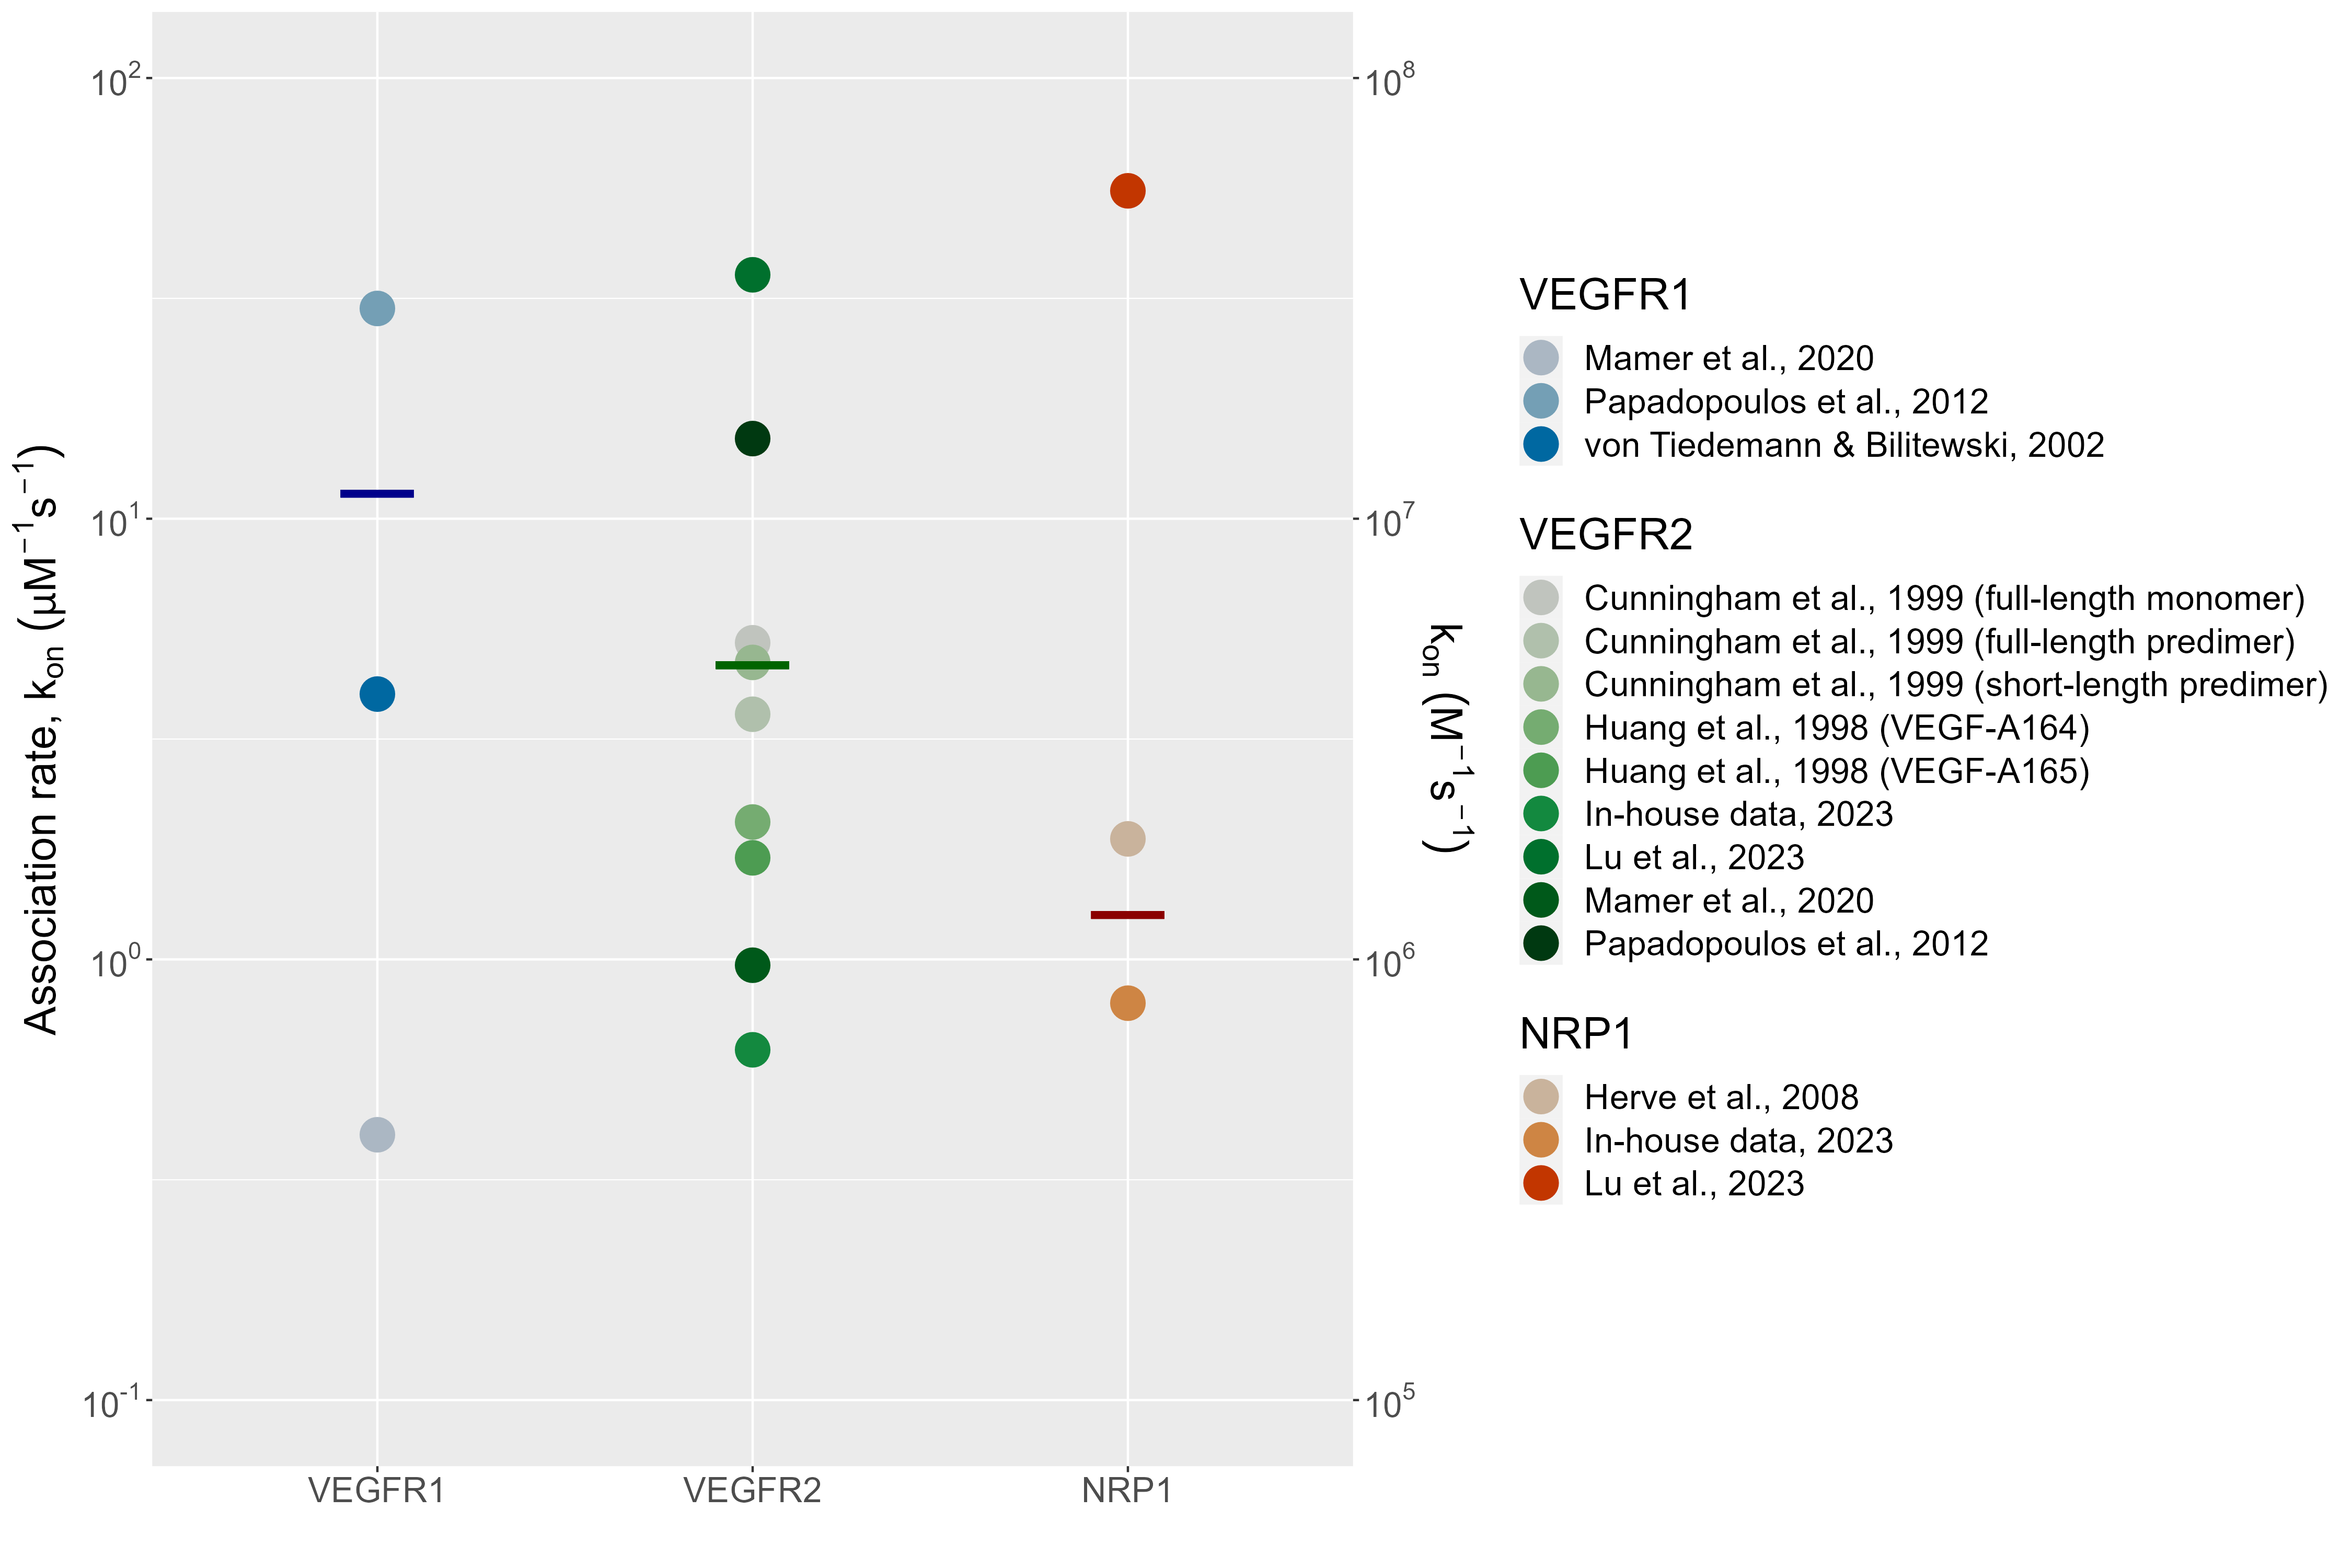 Association rate, kon (µM−1s−1)
10^2
10^1
10^0
10^-1
VEGFR1
VEGFR2
NRP1
10^8
10^7
10^6
10^5
kon (M−1s−1)
VEGFR1
Mamer et al., 2020
Papadopoulos et al., 2012
von Tiedemann & Bilitewski, 2002
VEGFR2
Cunningham et al., 1999 (full-length monomer)
Cunningham et al., 1999 (full-length predimer)
Cunningham et al., 1999 (short-length predimer)
Huang et al., 1998 (VEGF-A164)
Huang et al., 1998 (VEGF-A165)
In-house data, 2023
Lu et al., 2023
Mamer et al., 2020
Papadopoulos et al., 2012
NRP1
Herve et al., 2008
In-house data, 2023
Lu et al., 2023